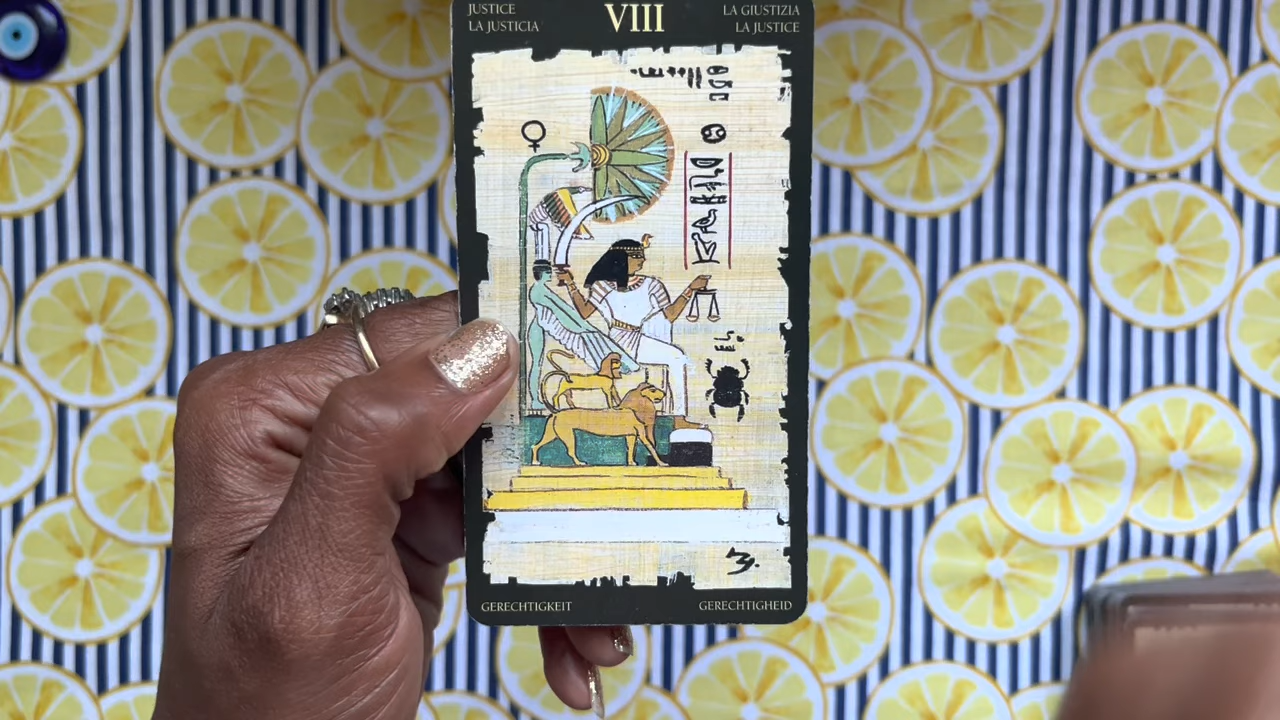 JUSTICE
LA JUSTICIA
VIII
LA GIUSTIZIA
LA JUSTICE
GERECHTIGKEIT
GERECHTIGHEID